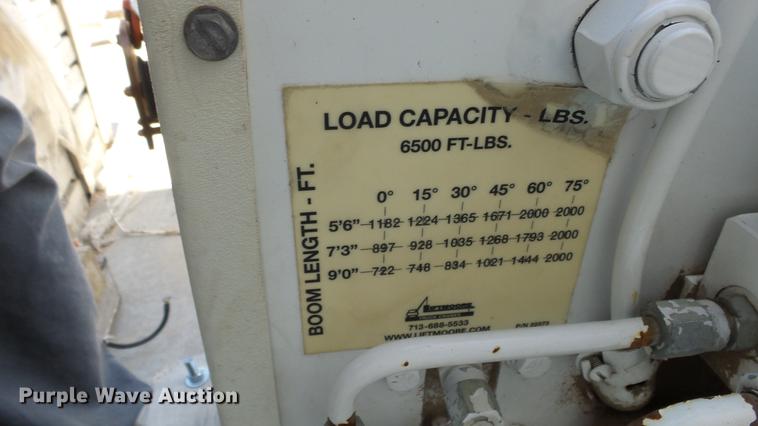 LOAD CAPACITY - LBS.
6500 FT-LBS.
BOOM LENGTH - FT.
0° 15° 30° 45° 60° 75°
5'6" 1182 1224 1365 1671 2000 2000
7'3" 897 928 1035 1268 1793 2000
9'0" 722 748 834 1021 1444 2000
LIFTMOORE
TRUCK CRANES
713-688-5533
WWW.LIFTMOORE.COM
Purple Wave Auction